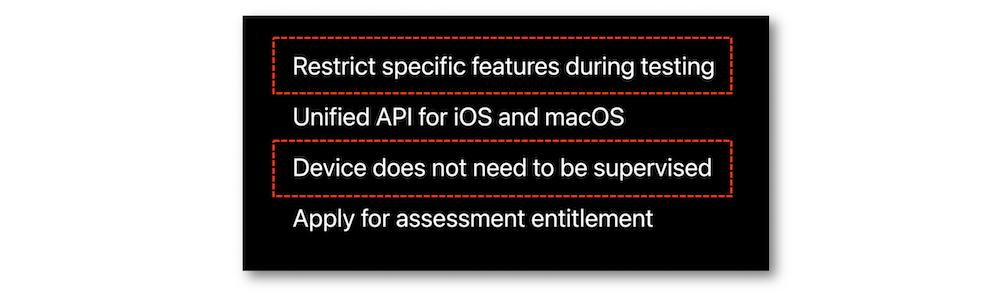 Restrict specific features during testing
Unified API for iOS and macOS
Device does not need to be supervised
Apply for assessment entitlement